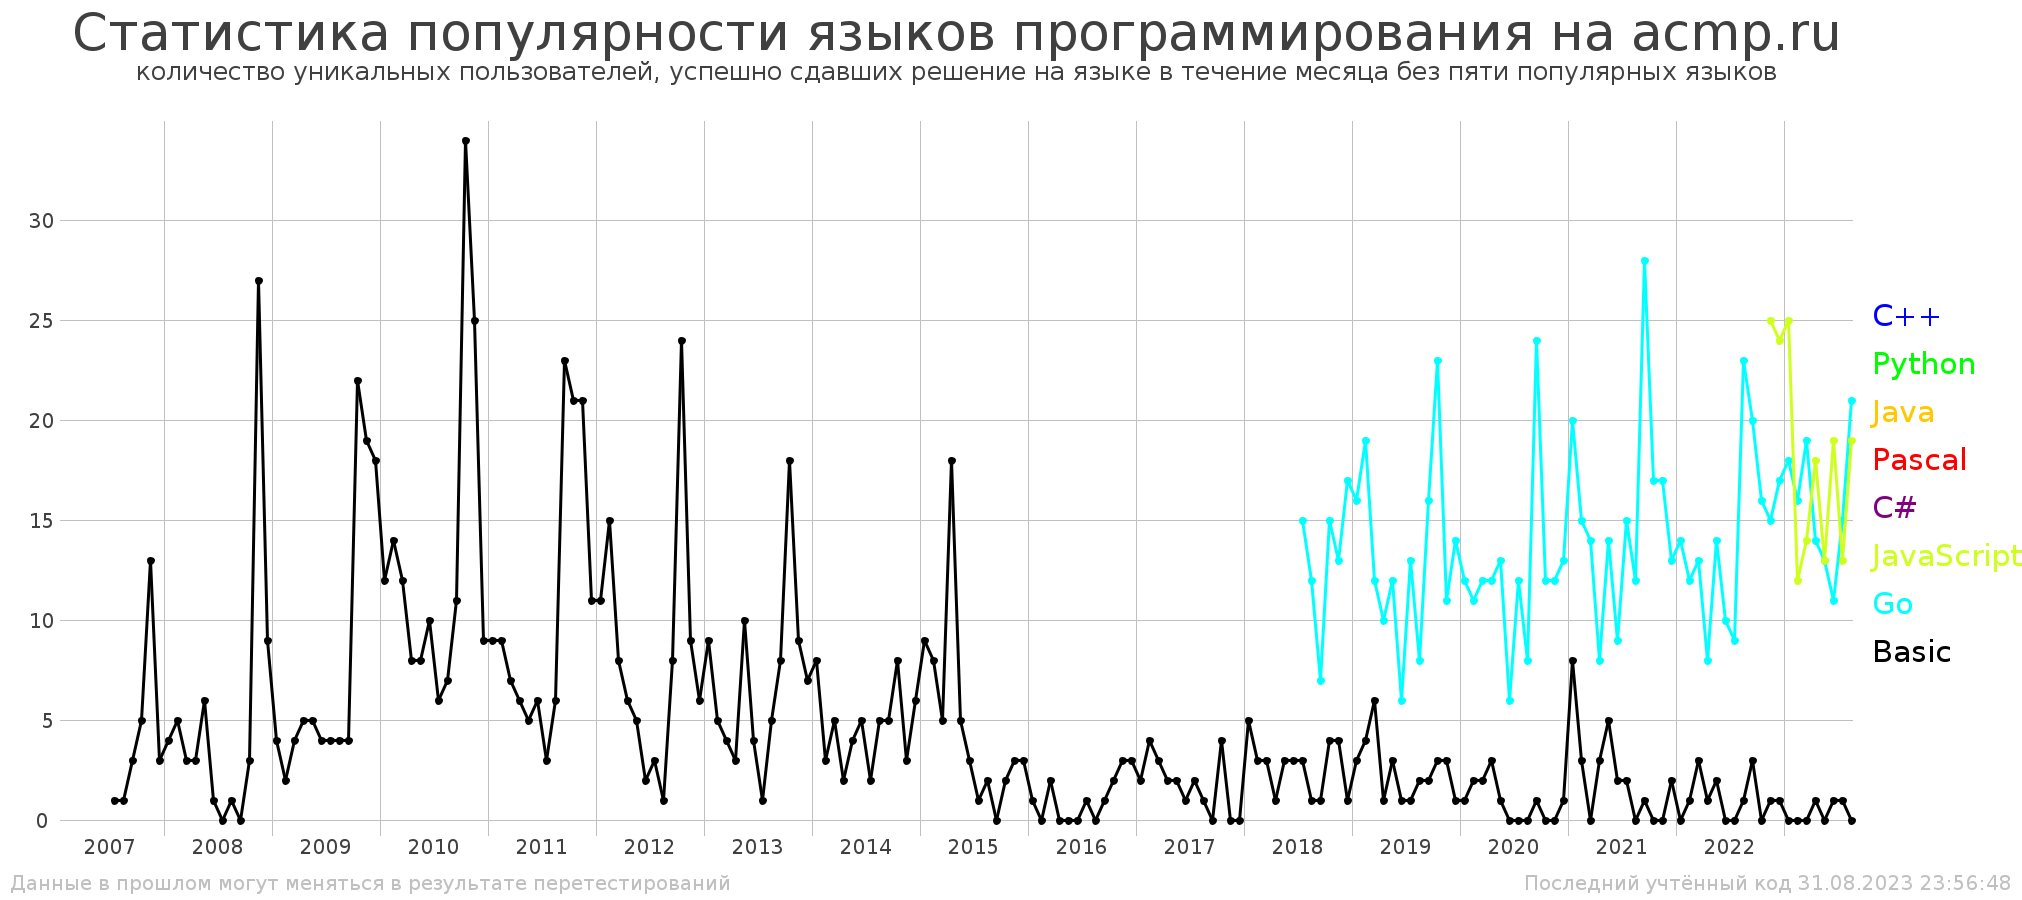 Статистика популярности языков программирования на acmp.ru
количество уникальных пользователей, успешно сдавших решение на языке в течение месяца без пяти популярных языков
30
25
20
15
10
5
0
C++
Python
Java
Pascal
C#
JavaScript
Go
Basic
2007 2008 2009 2010 2011 2012 2013 2014 2015 2016 2017 2018 2019 2020 2021 2022
Данные в прошлом могут меняться в результате перетестирований
Последний учтённый код 31.08.2023 23:56:48